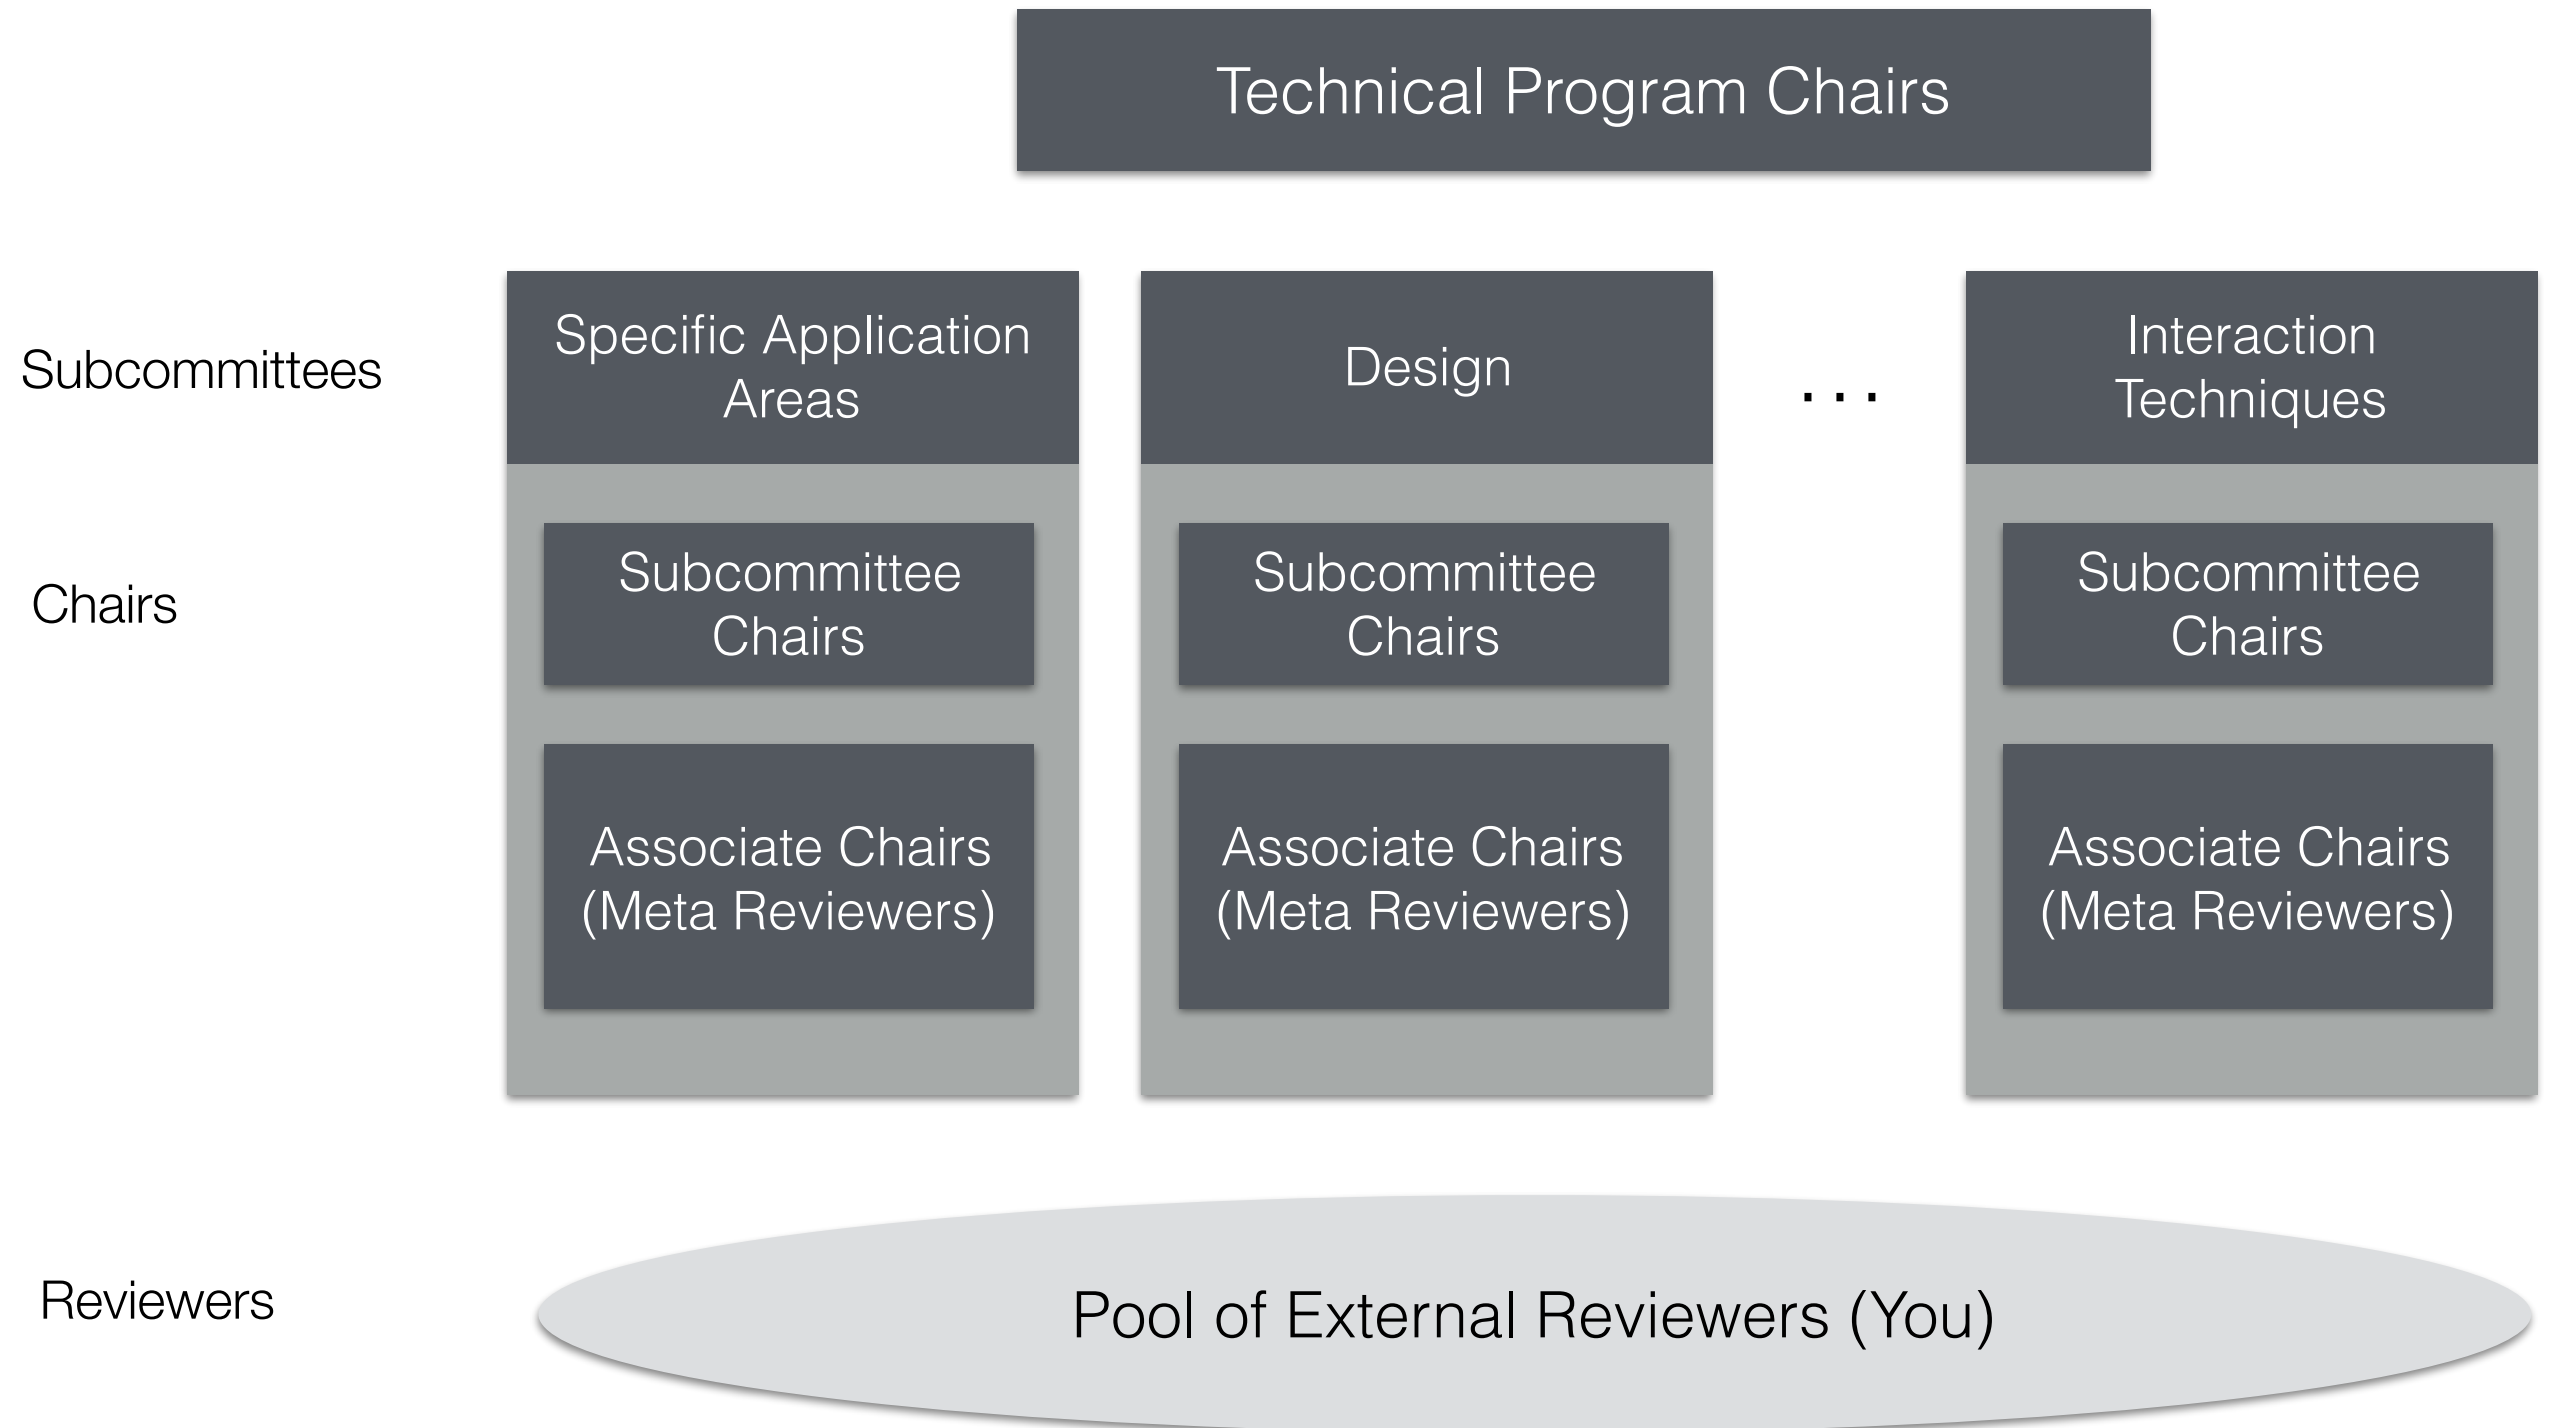 Technical Program Chairs
Subcommittees
Specific Application
Areas
Design
. . .
Interaction
Techniques
Chairs
Subcommittee
Chairs
Subcommittee
Chairs
Subcommittee
Chairs
Associate Chairs
(Meta Reviewers)
Associate Chairs
(Meta Reviewers)
Associate Chairs
(Meta Reviewers)
Reviewers
Pool of External Reviewers (You)